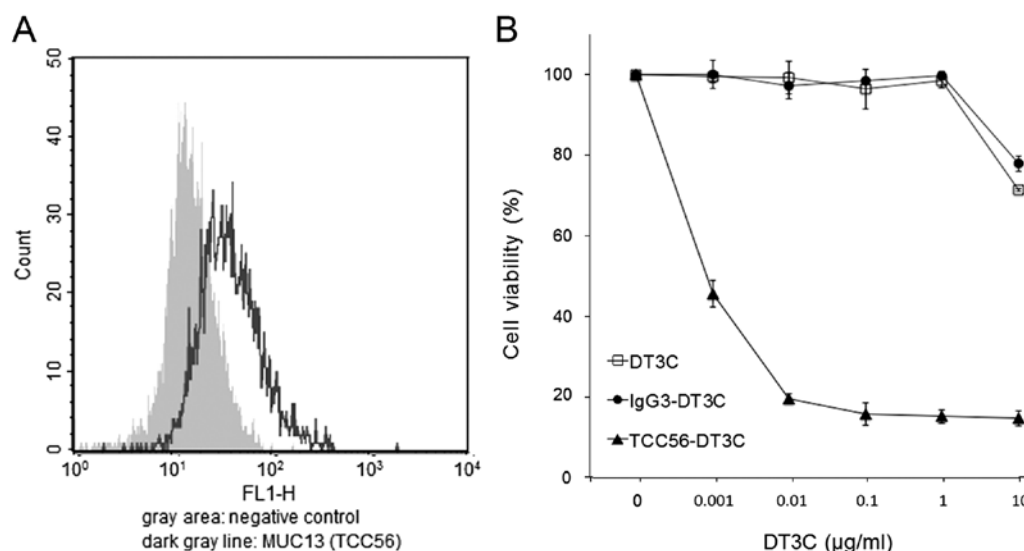 A
50
40
30
20
10
0
Count
10⁰ 10¹ 10² 10³ 10⁴
FL1-H
gray area: negative control
dark gray line: MUC13 (TCC56)
B
100
80
60
40
20
0
Cell viability (%)
DT3C
IgG3-DT3C
TCC56-DT3C
0 0.001 0.01 0.1 1 10
DT3C (µg/ml)